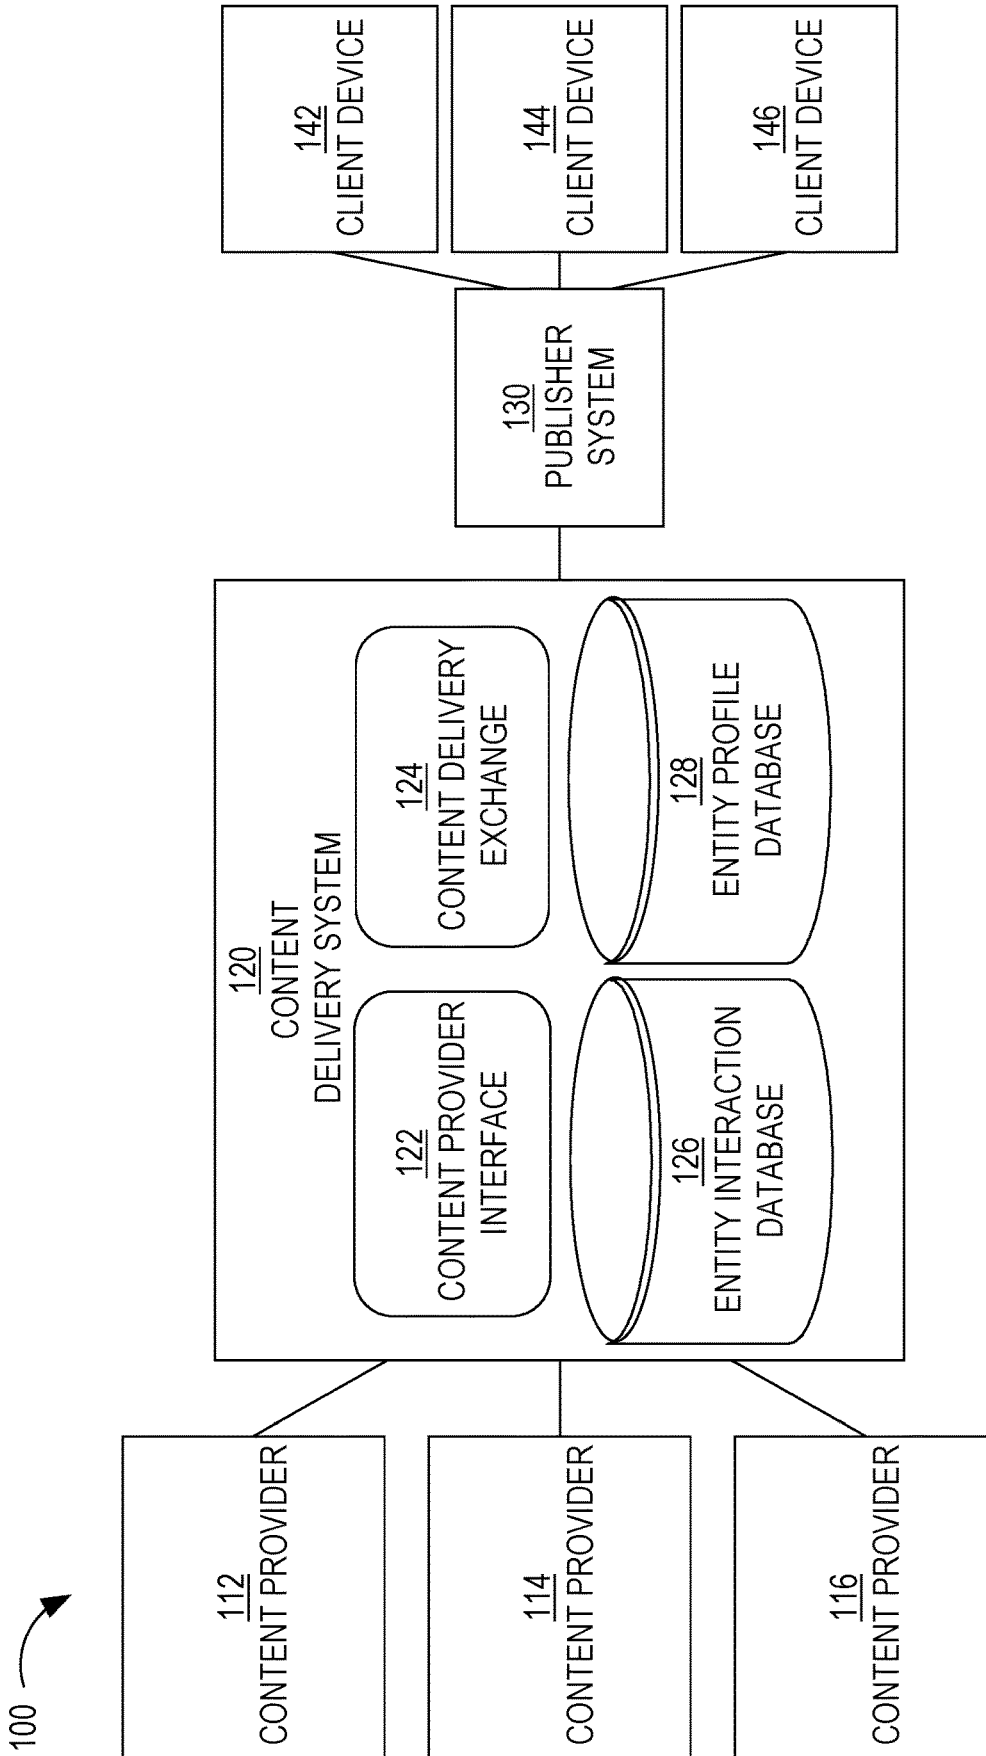 100
112
CONTENT PROVIDER
114
CONTENT PROVIDER
116
CONTENT PROVIDER
120
CONTENT
DELIVERY SYSTEM
122
CONTENT PROVIDER
INTERFACE
124
CONTENT DELIVERY
EXCHANGE
126
ENTITY INTERACTION
DATABASE
128
ENTITY PROFILE
DATABASE
130
PUBLISHER
SYSTEM
142
CLIENT DEVICE
144
CLIENT DEVICE
146
CLIENT DEVICE